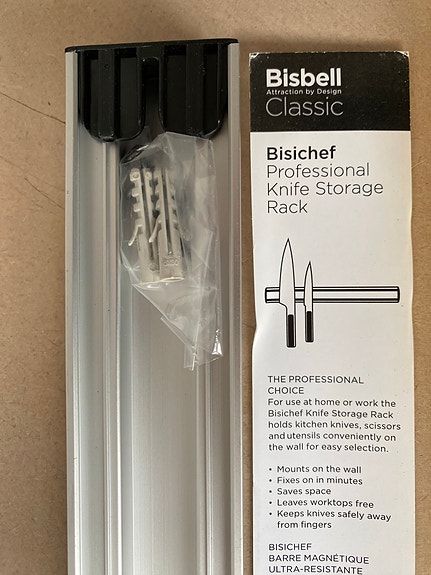 Bisbell
Attraction by Design
Classic
Bisichef
Professional
Knife Storage
Rack
THE PROFESSIONAL
CHOICE
For use at home or work the
Bisichef Knife Storage Rack
holds kitchen knives, scissors
and utensils conveniently on
the wall for easy selection.
• Mounts on the wall
• Fixes on in minutes
• Saves space
• Leaves worktops free
• Keeps knives safely away
from fingers
BISICHEF
BARRE MAGNÉTIQUE
ULTRA-RESISTANTE